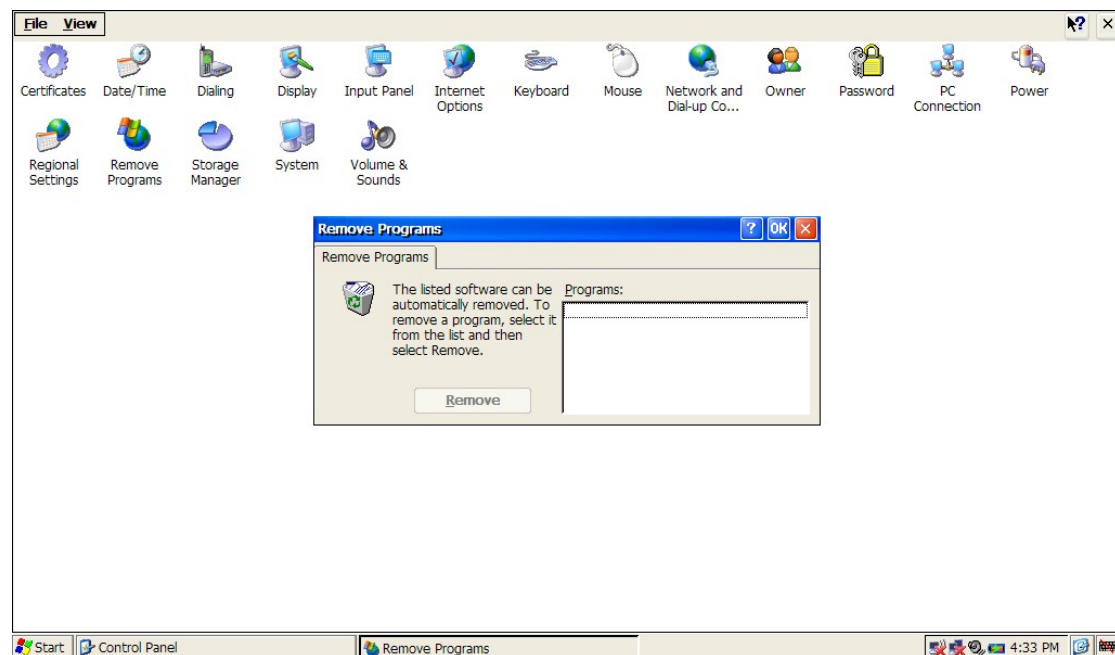 File View
Certificates Date/Time Dialing Display Input Panel Internet Options Keyboard Mouse Network and Dial-up Co... Owner Password PC Connection Power
Regional Settings Remove Programs Storage Manager System Volume & Sounds
Remove Programs ? OK
Remove Programs
The listed software can be
automatically removed. To
remove a program, select it
from the list and then
select Remove.
Programs:
Remove
Start Control Panel Remove Programs 4:33 PM